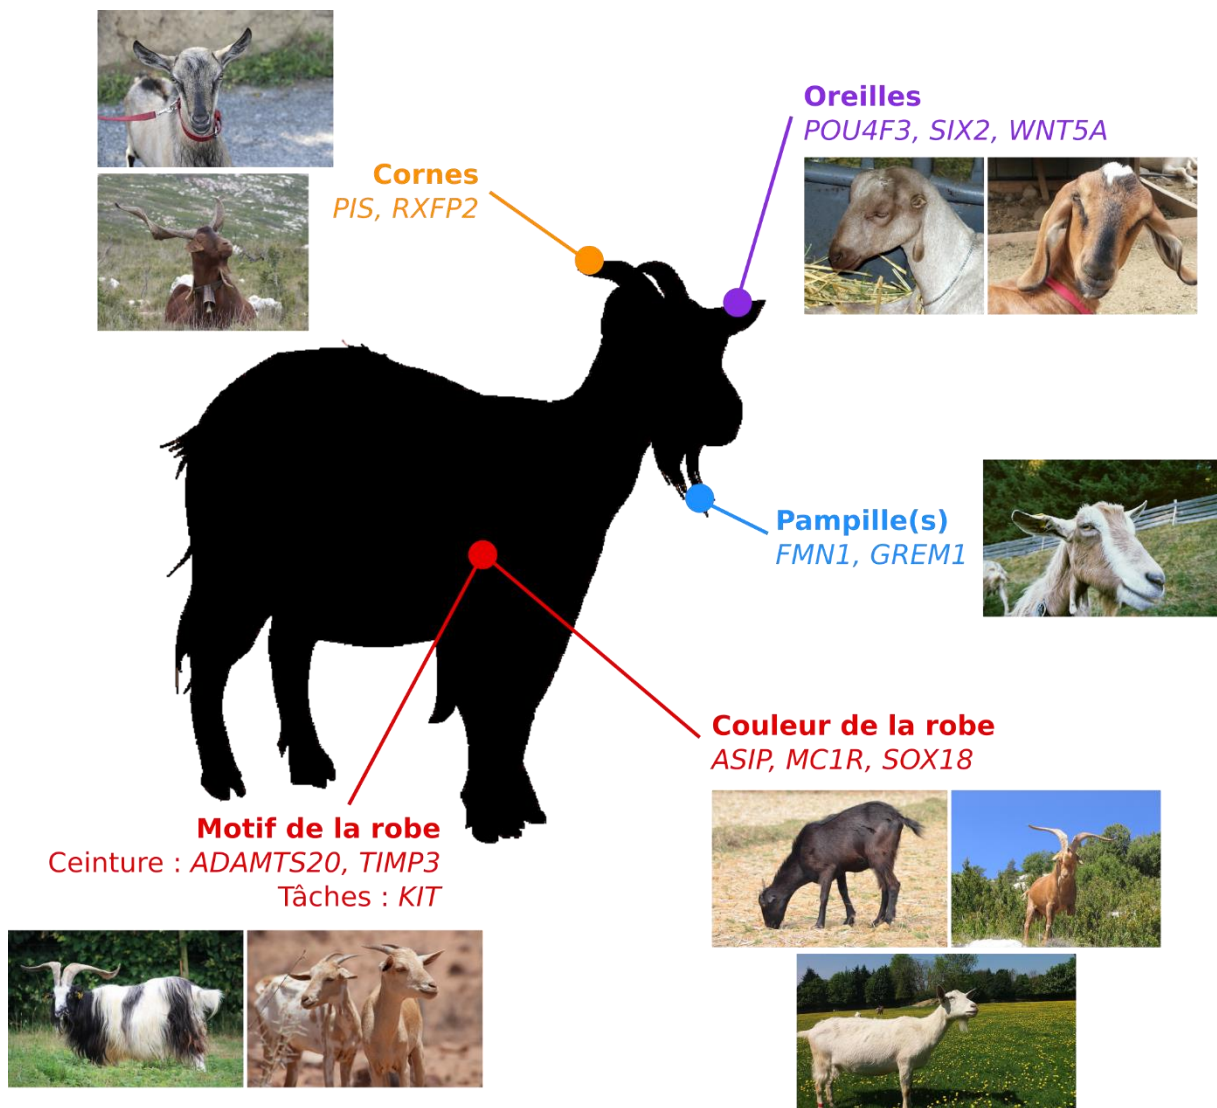 Oreilles
POU4F3, SIX2, WNT5A
Cornes
PIS, RXFP2
Pampille(s)
FMN1, GREM1
Couleur de la robe
ASIP, MC1R, SOX18
Motif de la robe
Ceinture : ADAMTS20, TIMP3
Tâches : KIT